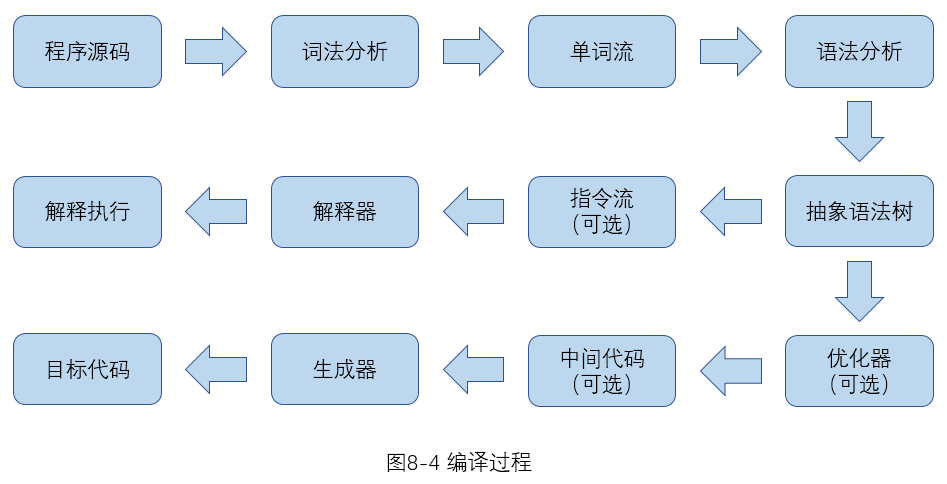 程序源码
词法分析
单词流
语法分析
解释执行
解释器
指令流
（可选）
抽象语法树
目标代码
生成器
中间代码
（可选）
优化器
（可选）
图8-4 编译过程